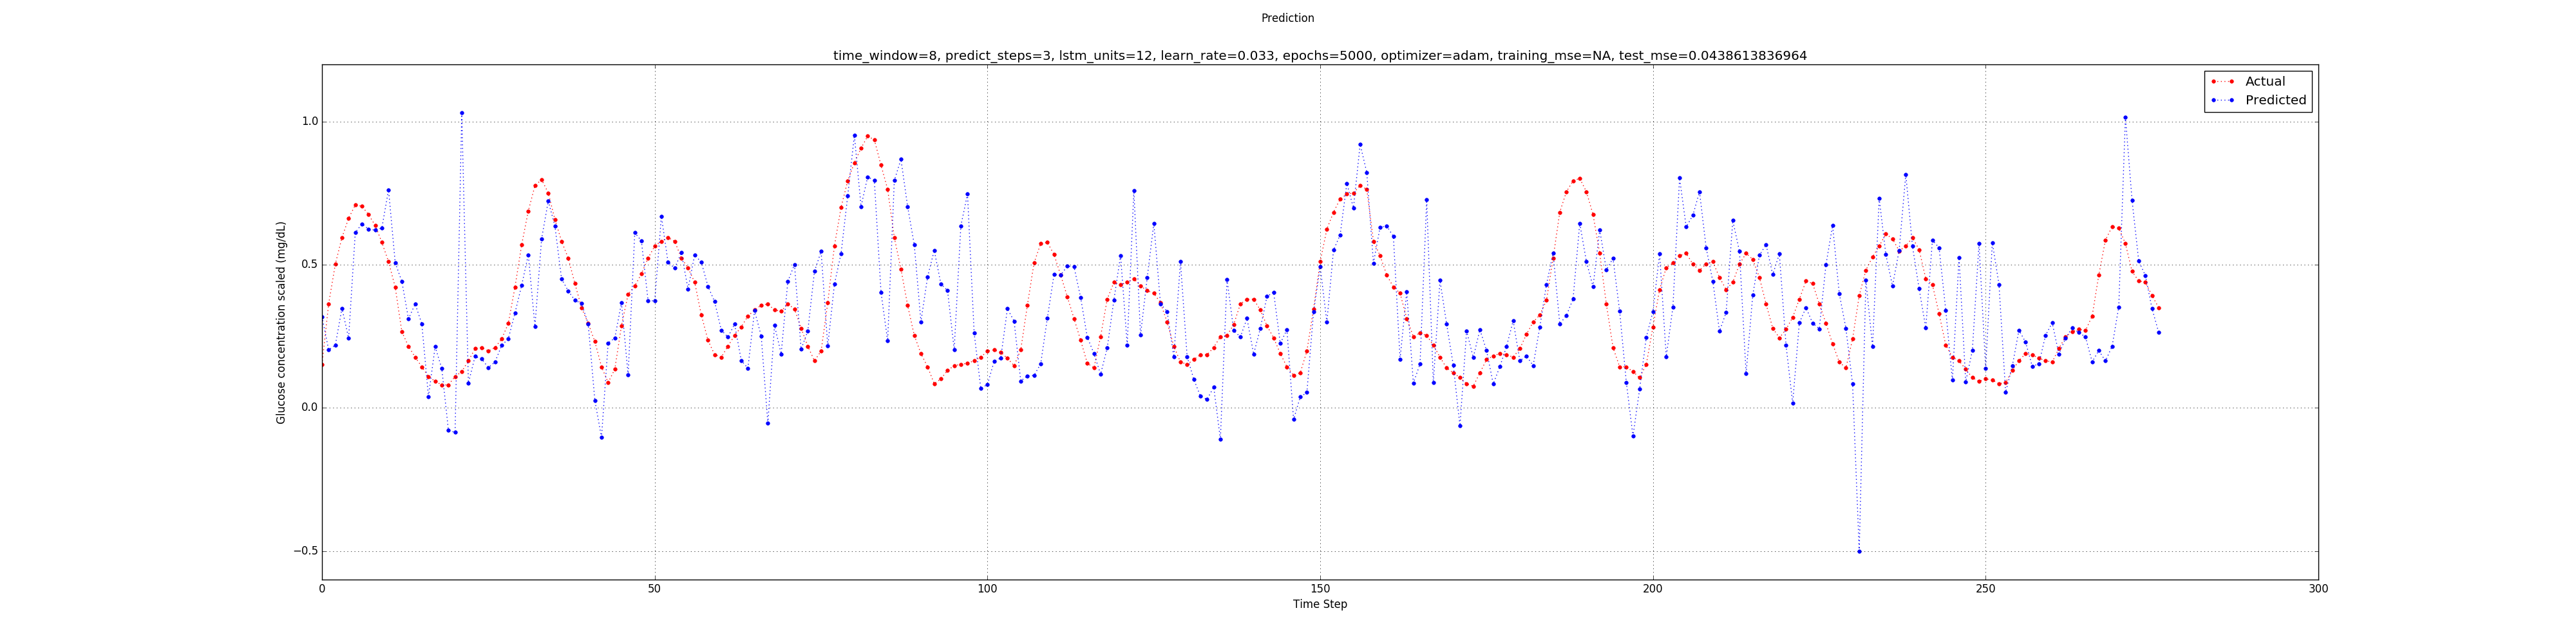 Prediction
time_window=8, predict_steps=3, lstm_units=12, learn_rate=0.033, epochs=5000, optimizer=adam, training_mse=NA, test_mse=0.0438613836964
Actual
Predicted
Glucose concentration scaled (mg/dL)
1.0
0.5
0.0
−0.5
0 50 100 150 200 250 300
Time Step